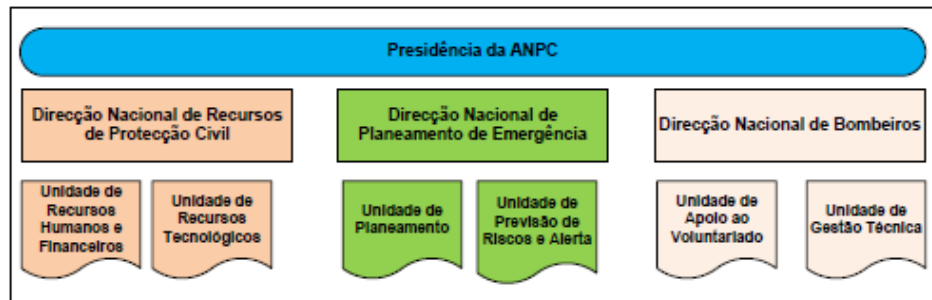 Presidência da ANPC
Direcção Nacional de Recursos
de Protecção Civil
Direcção Nacional de
Planeamento de Emergência
Direcção Nacional de Bombeiros
Unidade de
Recursos
Humanos e
Financeiros
Unidade de
Recursos
Tecnológicos
Unidade de
Planeamento
Unidade de
Previsão de
Riscos e Alerta
Unidade de
Apoio ao
Voluntariado
Unidade de
Gestão Técnica